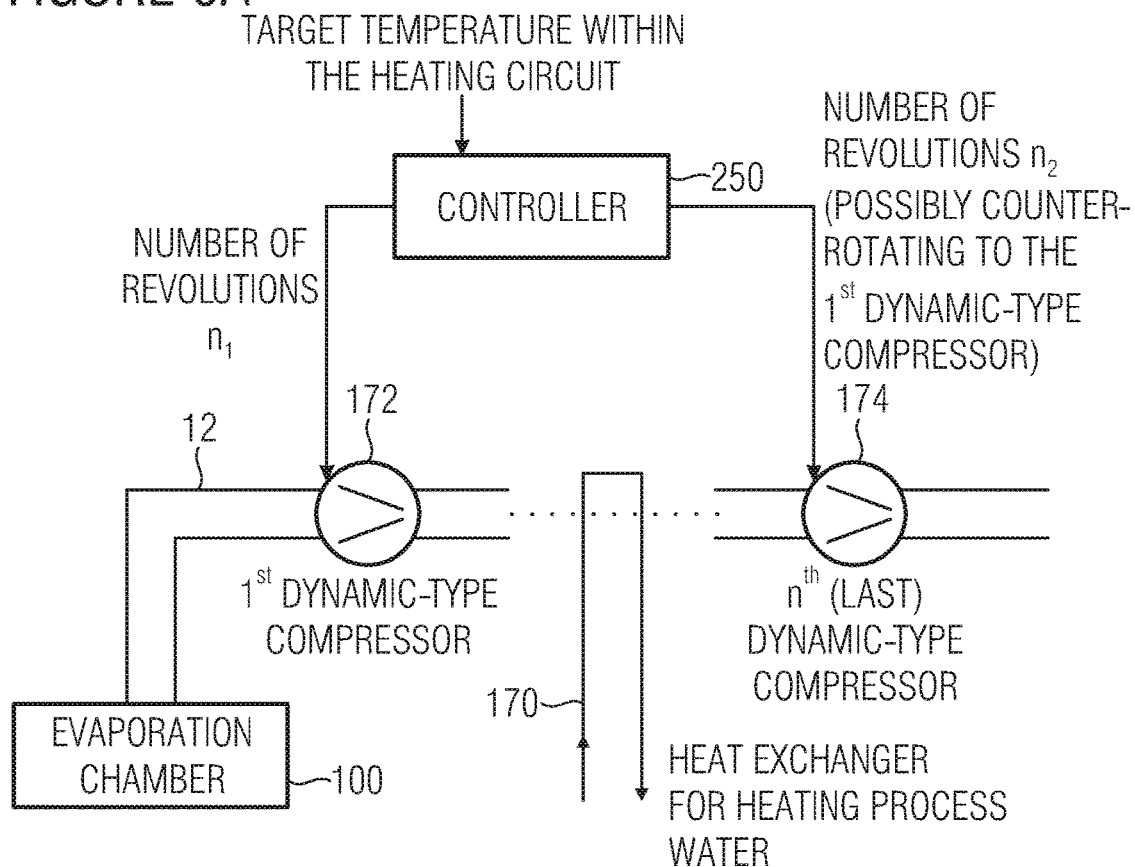 TARGET TEMPERATURE WITHIN
THE HEATING CIRCUIT
CONTROLLER
250
NUMBER OF
REVOLUTIONS
n₁
NUMBER OF
REVOLUTIONS n₂
(POSSIBLY COUNTER-
ROTATING TO THE
1st DYNAMIC-TYPE
COMPRESSOR)
12
172
174
1st DYNAMIC-TYPE
COMPRESSOR
nth (LAST)
DYNAMIC-TYPE
COMPRESSOR
170
EVAPORATION
CHAMBER
100
HEAT EXCHANGER
FOR HEATING PROCESS
WATER